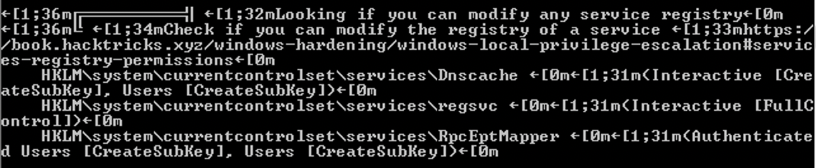 ←[1;36m╔══════════╣ ←[1;32mLooking if you can modify any service registry←[0m
←[1;36m╚ ←[1;34mCheck if you can modify the registry of a service ←[1;33mhttps:/
/book.hacktricks.xyz/windows-hardening/windows-local-privilege-escalation#servic
es-registry-permissions←[0m
    HKLM\system\currentcontrolset\services\Dnscache ←[0m←[1;31m(Interactive [Cre
ateSubKey], Users [CreateSubKey])←[0m
    HKLM\system\currentcontrolset\services\regsvc ←[0m←[1;31m(Interactive [FullC
ontrol])←[0m
    HKLM\system\currentcontrolset\services\RpcEptMapper ←[0m←[1;31m(Authenticate
d Users [CreateSubKey], Users [CreateSubKey])←[0m